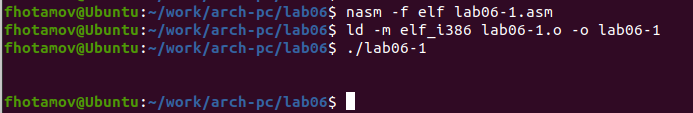 fhotamov@Ubuntu:~/work/arch-pc/lab06$ nasm -f elf lab06-1.asm
fhotamov@Ubuntu:~/work/arch-pc/lab06$ ld -m elf_i386 lab06-1.o -o lab06-1
fhotamov@Ubuntu:~/work/arch-pc/lab06$ ./lab06-1
fhotamov@Ubuntu:~/work/arch-pc/lab06$